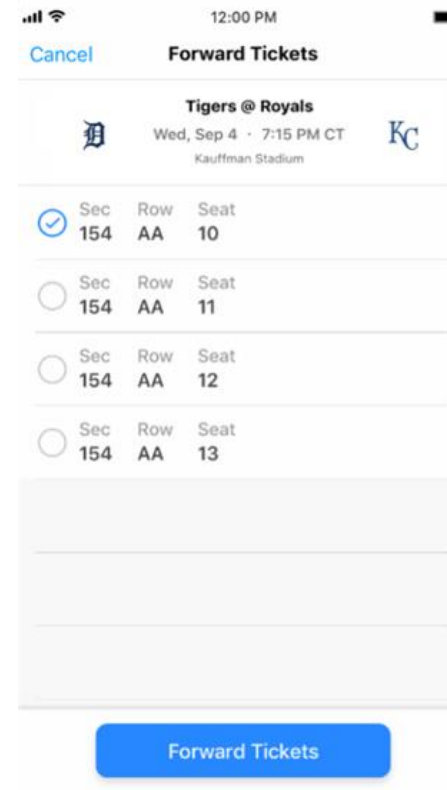 12:00 PM
Cancel Forward Tickets
Tigers @ Royals
Wed, Sep 4 · 7:15 PM CT
KC
Kauffman Stadium
Sec Row Seat
154 AA 10
Sec Row Seat
154 AA 11
Sec Row Seat
154 AA 12
Sec Row Seat
154 AA 13
Forward Tickets